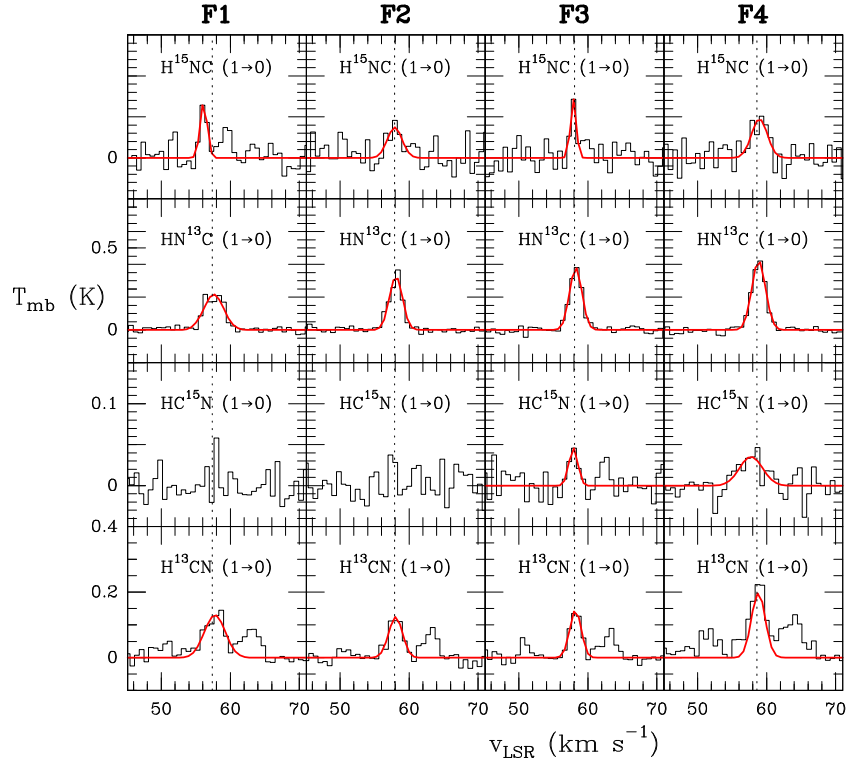 F1 F2 F3 F4
H¹⁵NC (1→0) H¹⁵NC (1→0) H¹⁵NC (1→0) H¹⁵NC (1→0)
0
HN¹³C (1→0) HN¹³C (1→0) HN¹³C (1→0) HN¹³C (1→0)
0.5
T_mb (K)
0
HC¹⁵N (1→0) HC¹⁵N (1→0) HC¹⁵N (1→0) HC¹⁵N (1→0)
0.1
0
0.4
H¹³CN (1→0) H¹³CN (1→0) H¹³CN (1→0) H¹³CN (1→0)
0.2
0
50 60 70 50 60 70 50 60 70 50 60 70
v_LSR (km s⁻¹)